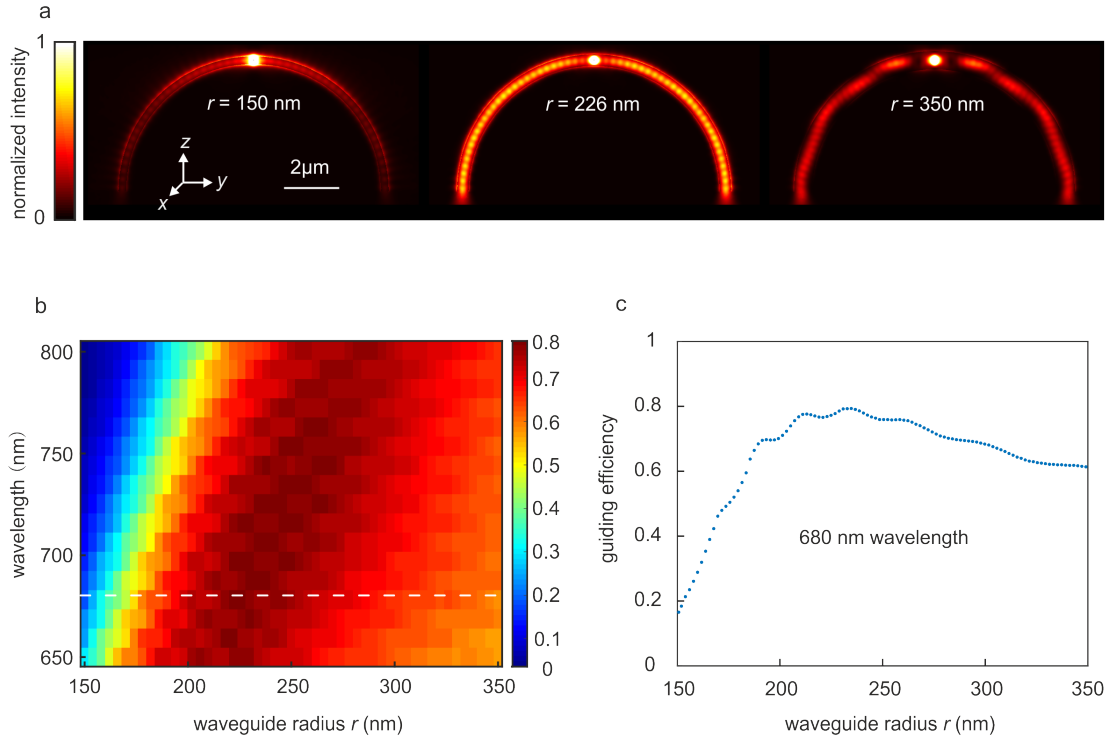 a
normalized intensity
1
0
r = 150 nm
r = 226 nm
r = 350 nm
z
y
x
2μm
b
wavelength (nm)
800
750
700
650
150
200
250
300
350
waveguide radius r (nm)
0.8
0.7
0.6
0.5
0.4
0.3
0.2
0.1
0
c
guiding efficiency
1
0.8
0.6
0.4
0.2
0
680 nm wavelength
150
200
250
300
350
waveguide radius r (nm)